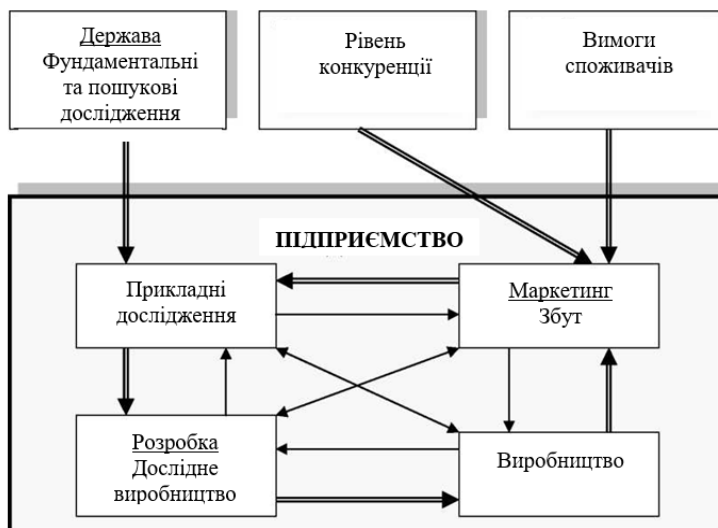 Держава
Фундаментальні
та пошукові
дослідження
Рівень
конкуренції
Вимоги
споживачів
ПІДПРИЄМСТВО
Прикладні
дослідження
Маркетинг
Збут
Розробка
Дослідне
виробництво
Виробництво